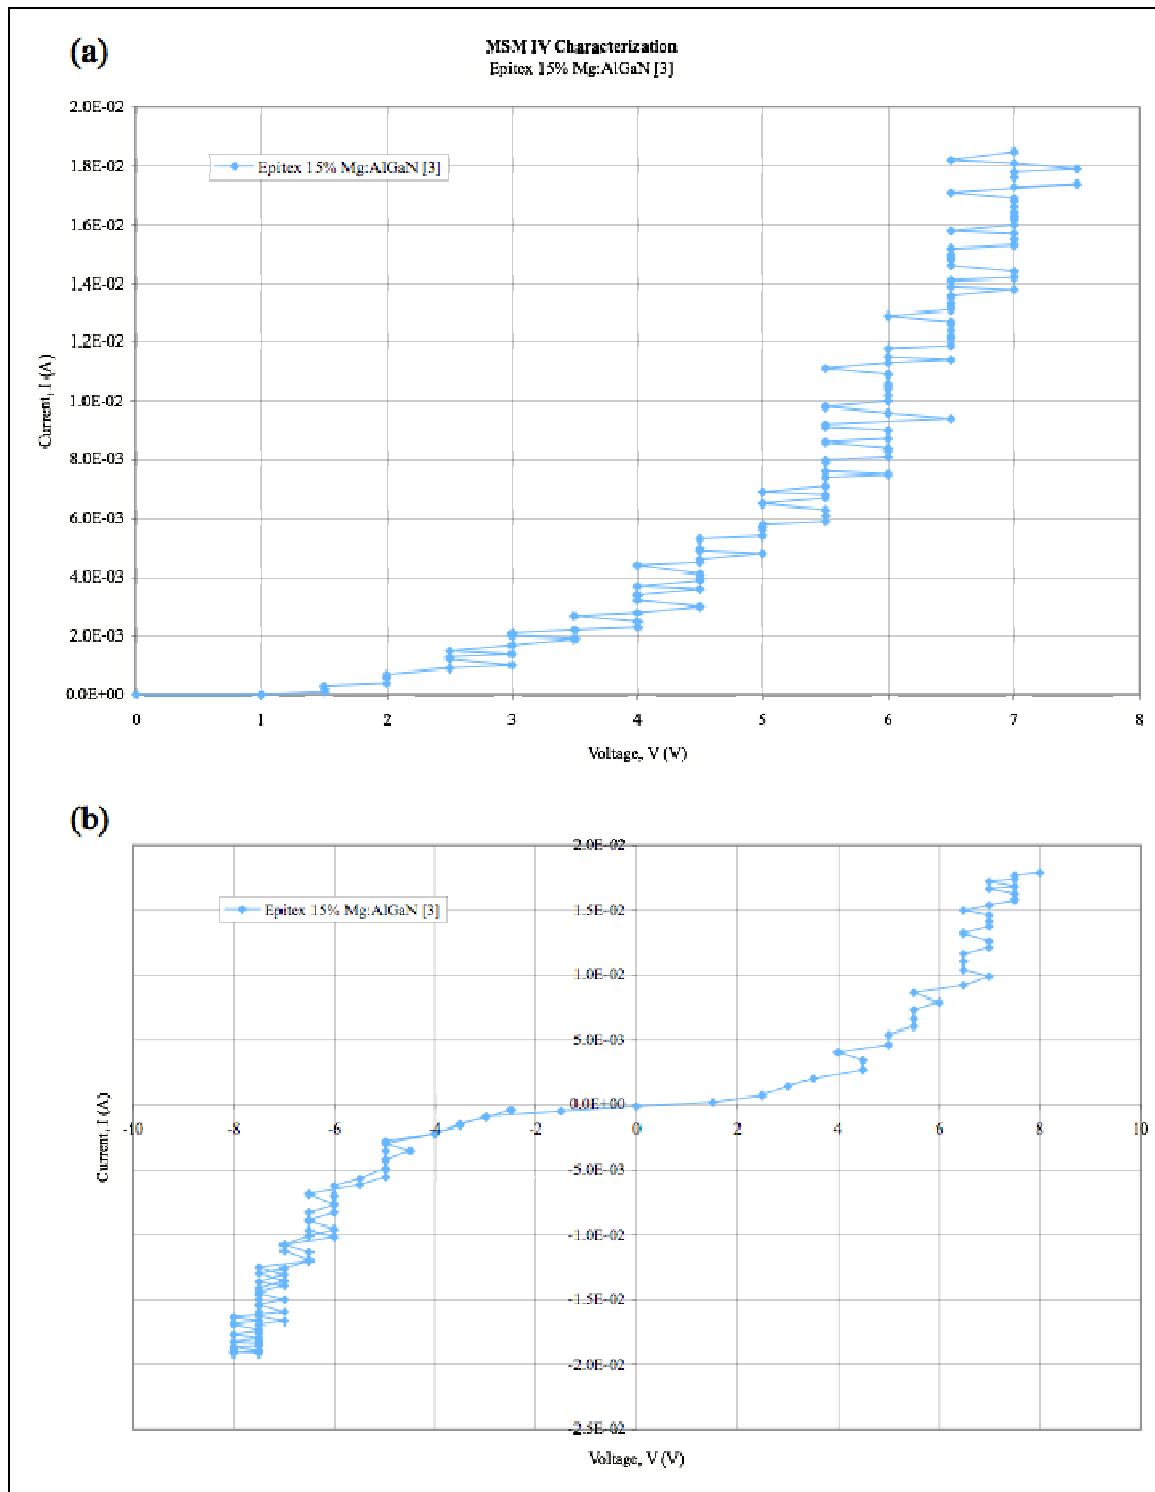 (a)
MSM IV Characterization
Epitex 15% Mg:AlGaN [3]
2.0E-02
1.8E-02
1.6E-02
1.4E-02
1.2E-02
1.0E-02
8.0E-03
6.0E-03
4.0E-03
2.0E-03
0.0E+00
Epitex 15% Mg:AlGaN [3]
Current, I (A)
0 1 2 3 4 5 6 7 8
Voltage, V (V)
(b)
2.0E-02
1.5E-02
1.0E-02
5.0E-03
0.0E+00
-5.0E-03
-1.0E-02
-1.5E-02
-2.0E-02
-2.5E-02
Epitex 15% Mg:AlGaN [3]
Current, I (A)
-10 -8 -6 -4 -2 0 2 4 6 8 10
Voltage, V (V)